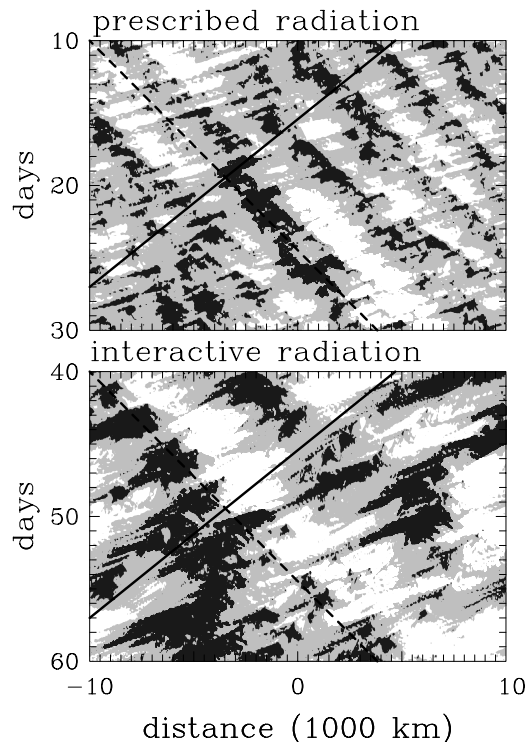 prescribed radiation
10
20
30
days
interactive radiation
40
50
60
days
-10 0 10
distance (1000 km)